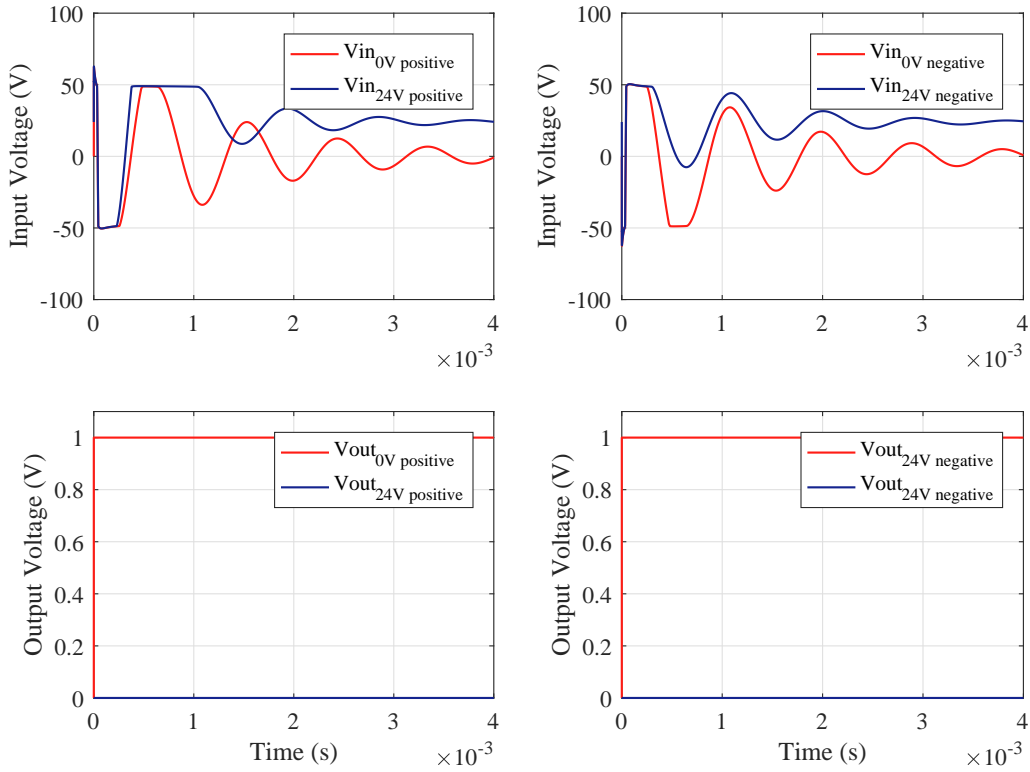 100
50
0
-50
-100
Input Voltage (V)
Vin0V positive
Vin24V positive
0 1 2 3 4
×10-3
100
50
0
-50
-100
Input Voltage (V)
Vin0V negative
Vin24V negative
0 1 2 3 4
×10-3
1
0.8
0.6
0.4
0.2
0
Output Voltage (V)
Vout0V positive
Vout24V positive
0 1 2 3 4
Time (s)
×10-3
1
0.8
0.6
0.4
0.2
0
Output Voltage (V)
Vout24V negative
Vout24V negative
0 1 2 3 4
Time (s)
×10-3